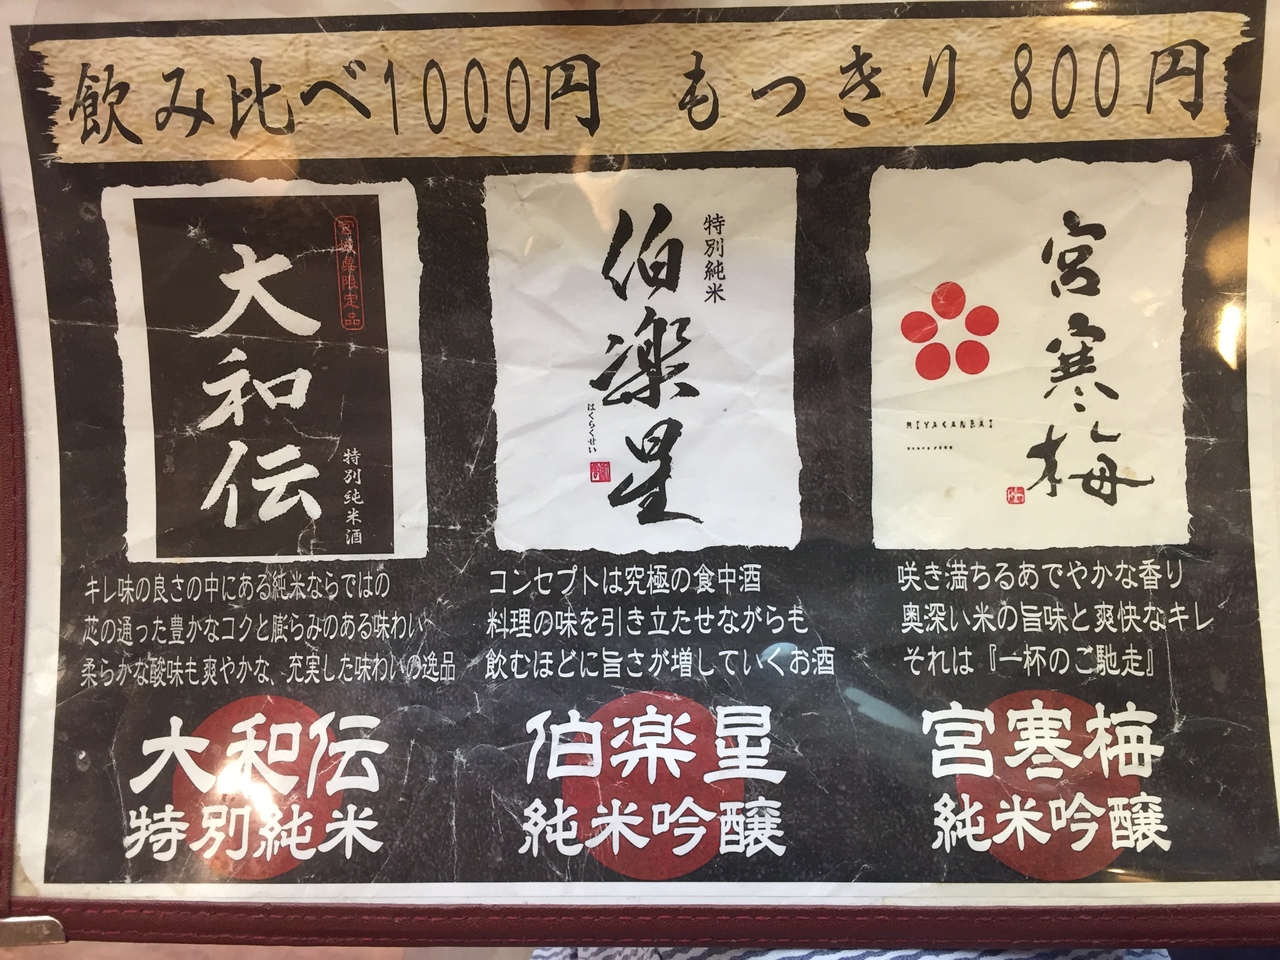 飲み比べ1000円　もっきり 800円
宮城県限定品
大和伝
特別純米酒
特別純米
伯楽星
はくらくせい
宮寒梅
MIYAKANBAI
キレ味の良さの中にある純米ならではの
芯の通った豊かなコクと膨らみのある味わい
柔らかな酸味も爽やかな、充実した味わいの逸品
大和伝
特別純米
コンセプトは究極の食中酒
料理の味を引き立たせながらも
飲むほどに旨さが増していくお酒
伯楽星
純米吟醸
咲き満ちるあでやかな香り
奥深い米の旨味と爽快なキレ
それは『一杯のご馳走』
宮寒梅
純米吟醸